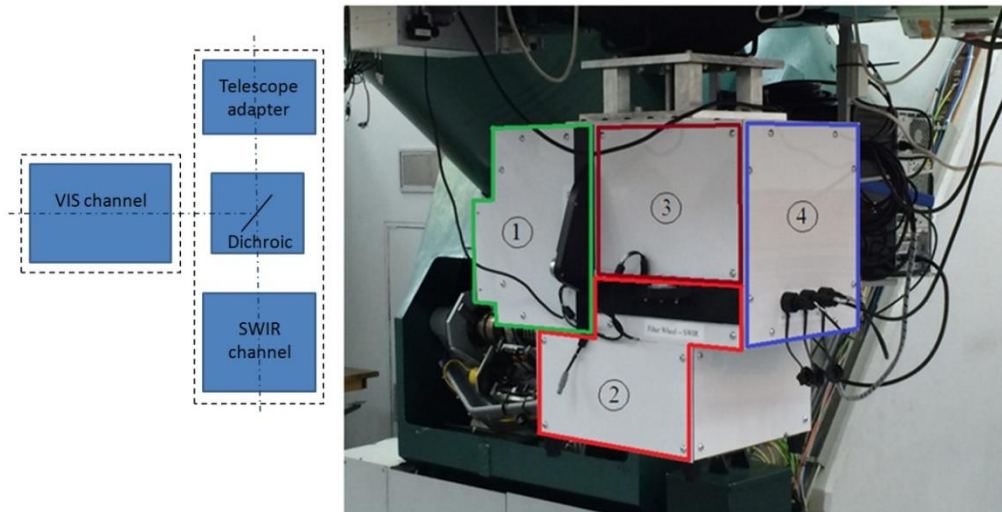 Telescope
adapter
VIS channel
Dichroic
SWIR
channel
1
3
4
Filter Wheel - SWIR
2